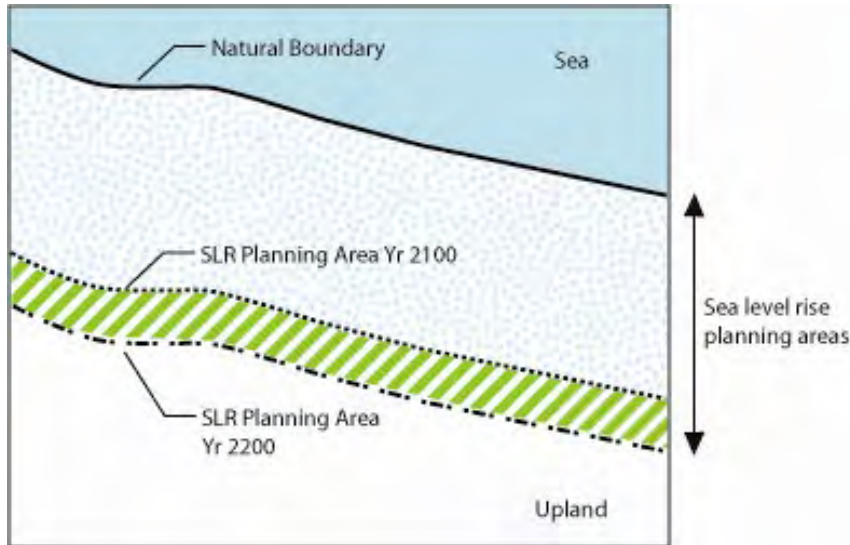 Natural Boundary
Sea
SLR Planning Area Yr 2100
Sea level rise
planning areas
SLR Planning Area
Yr 2200
Upland